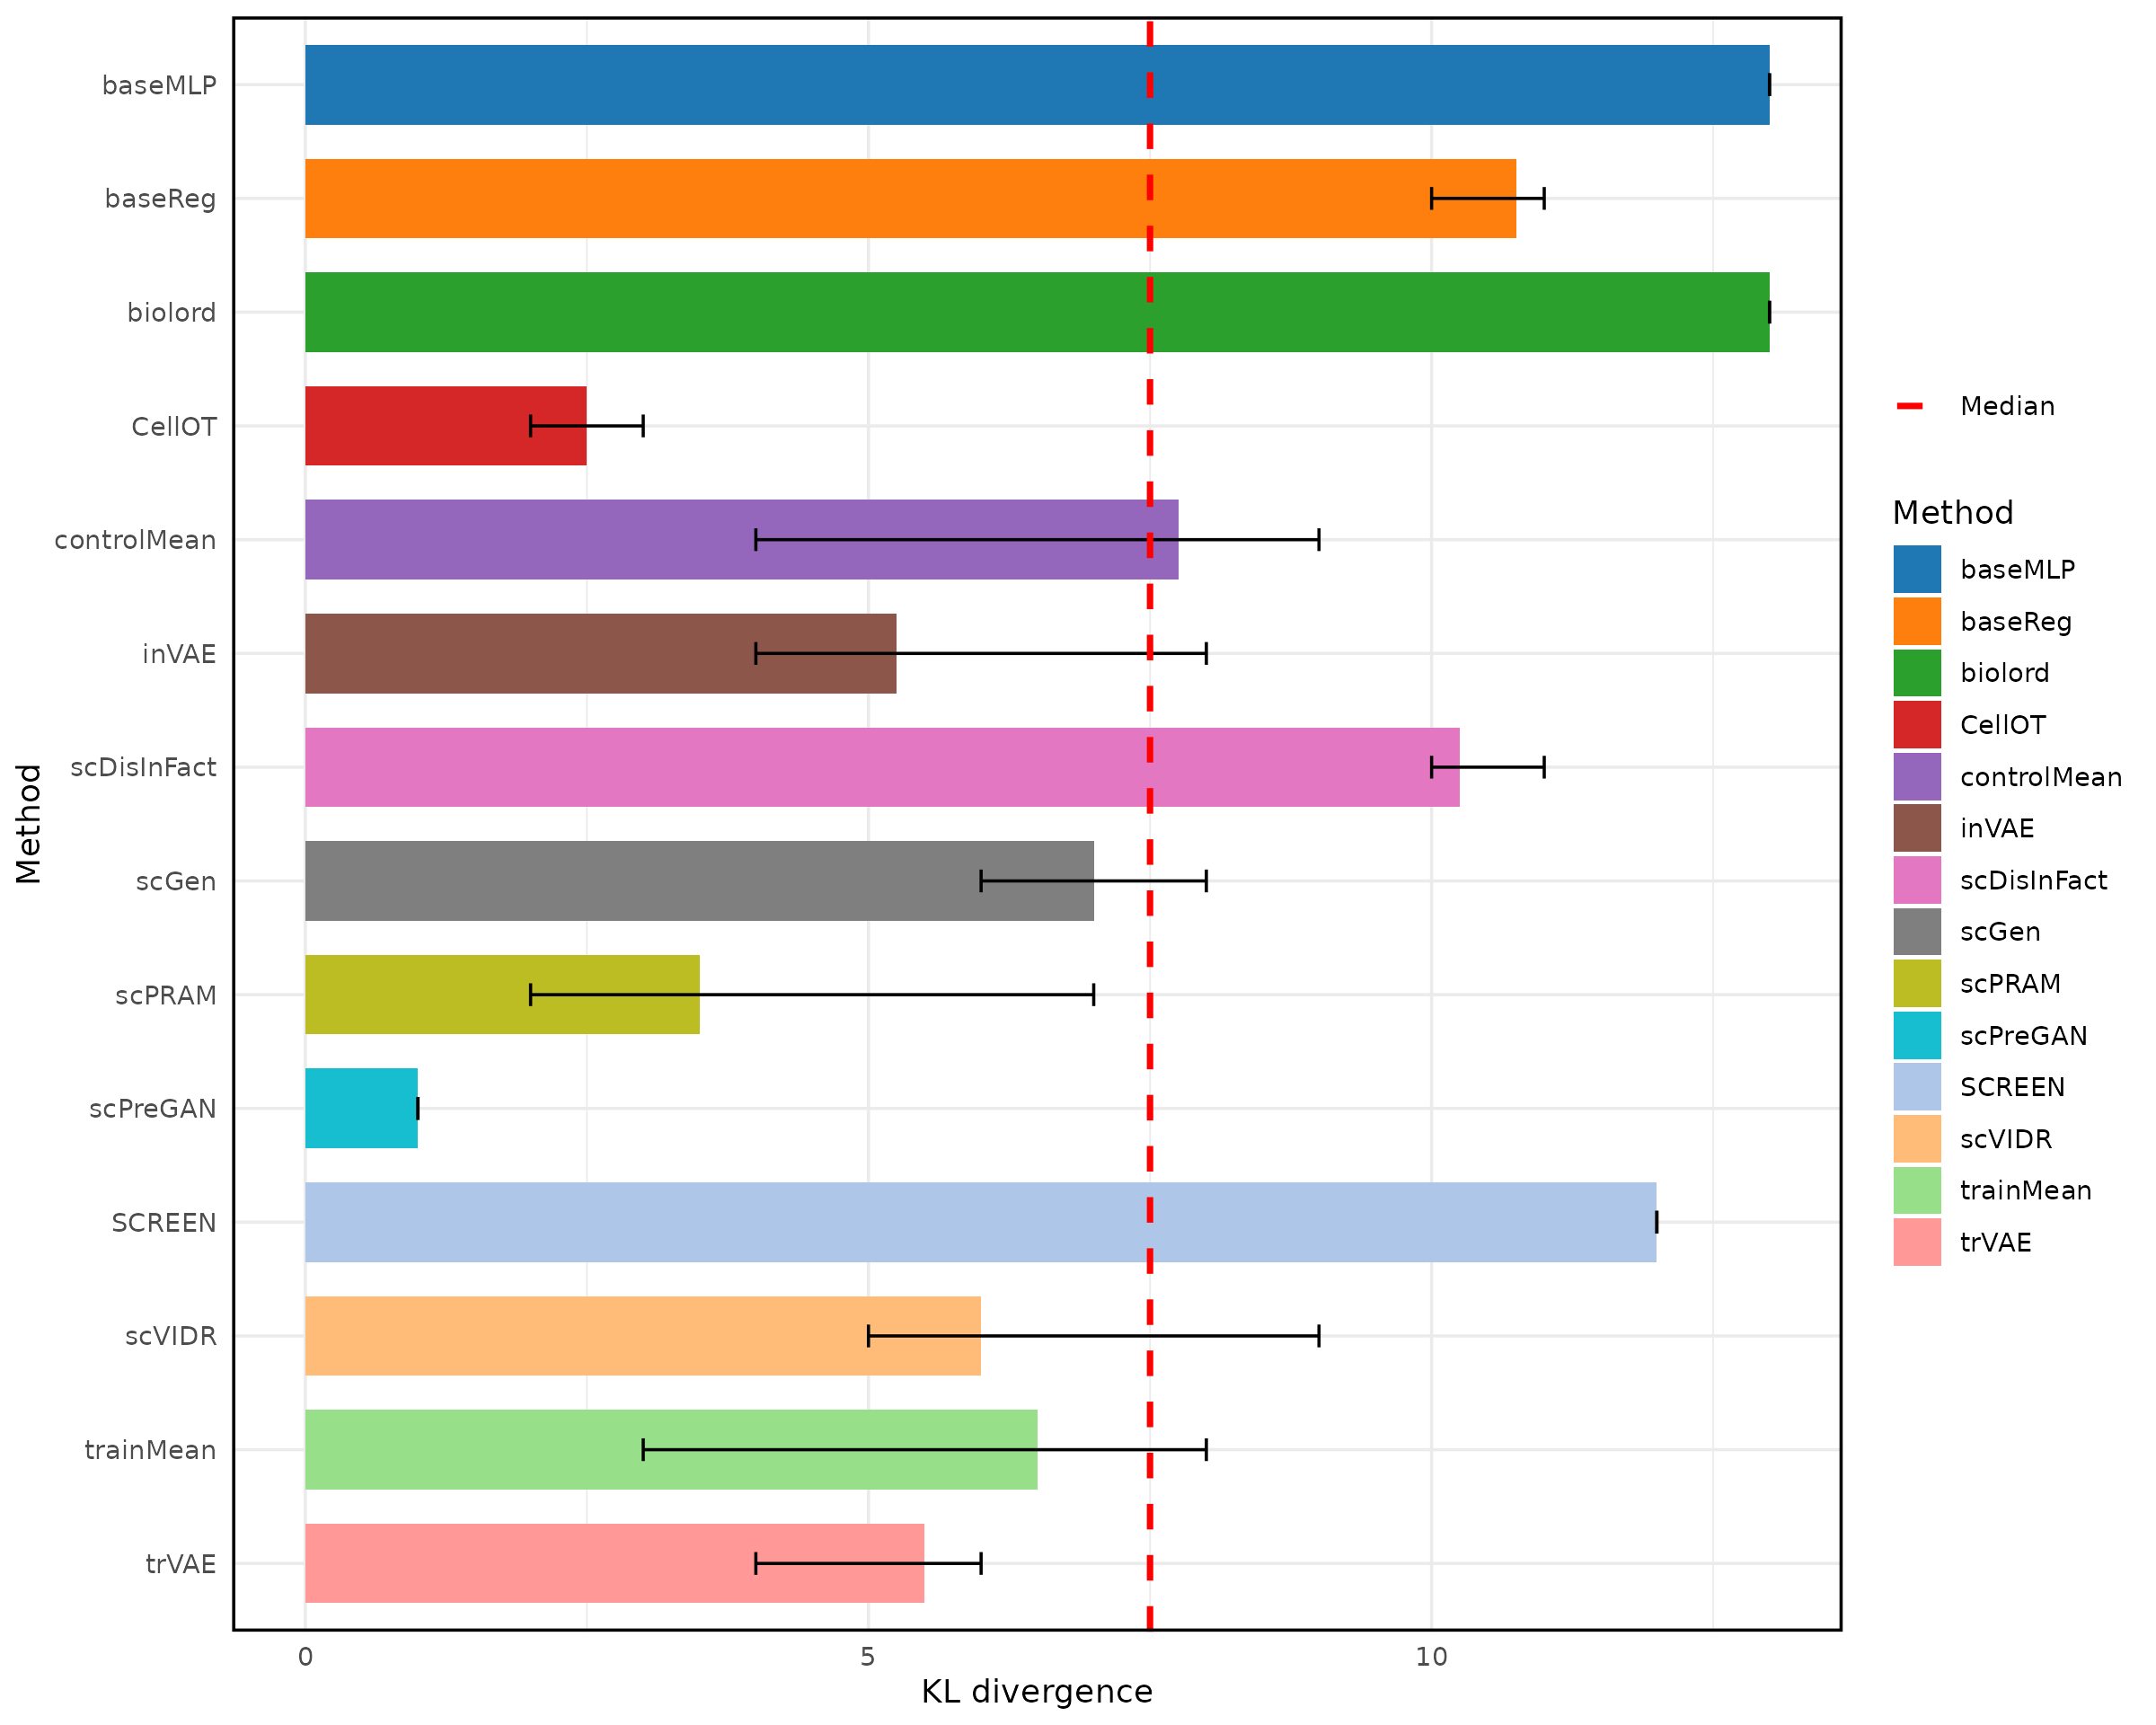 Method
baseMLP
baseReg
biolord
CellOT
controlMean
inVAE
scDisInFact
scGen
scPRAM
scPreGAN
SCREEN
scVIDR
trainMean
trVAE
0 5 10
KL divergence
Median
Method
baseMLP
baseReg
biolord
CellOT
controlMean
inVAE
scDisInFact
scGen
scPRAM
scPreGAN
SCREEN
scVIDR
trainMean
trVAE